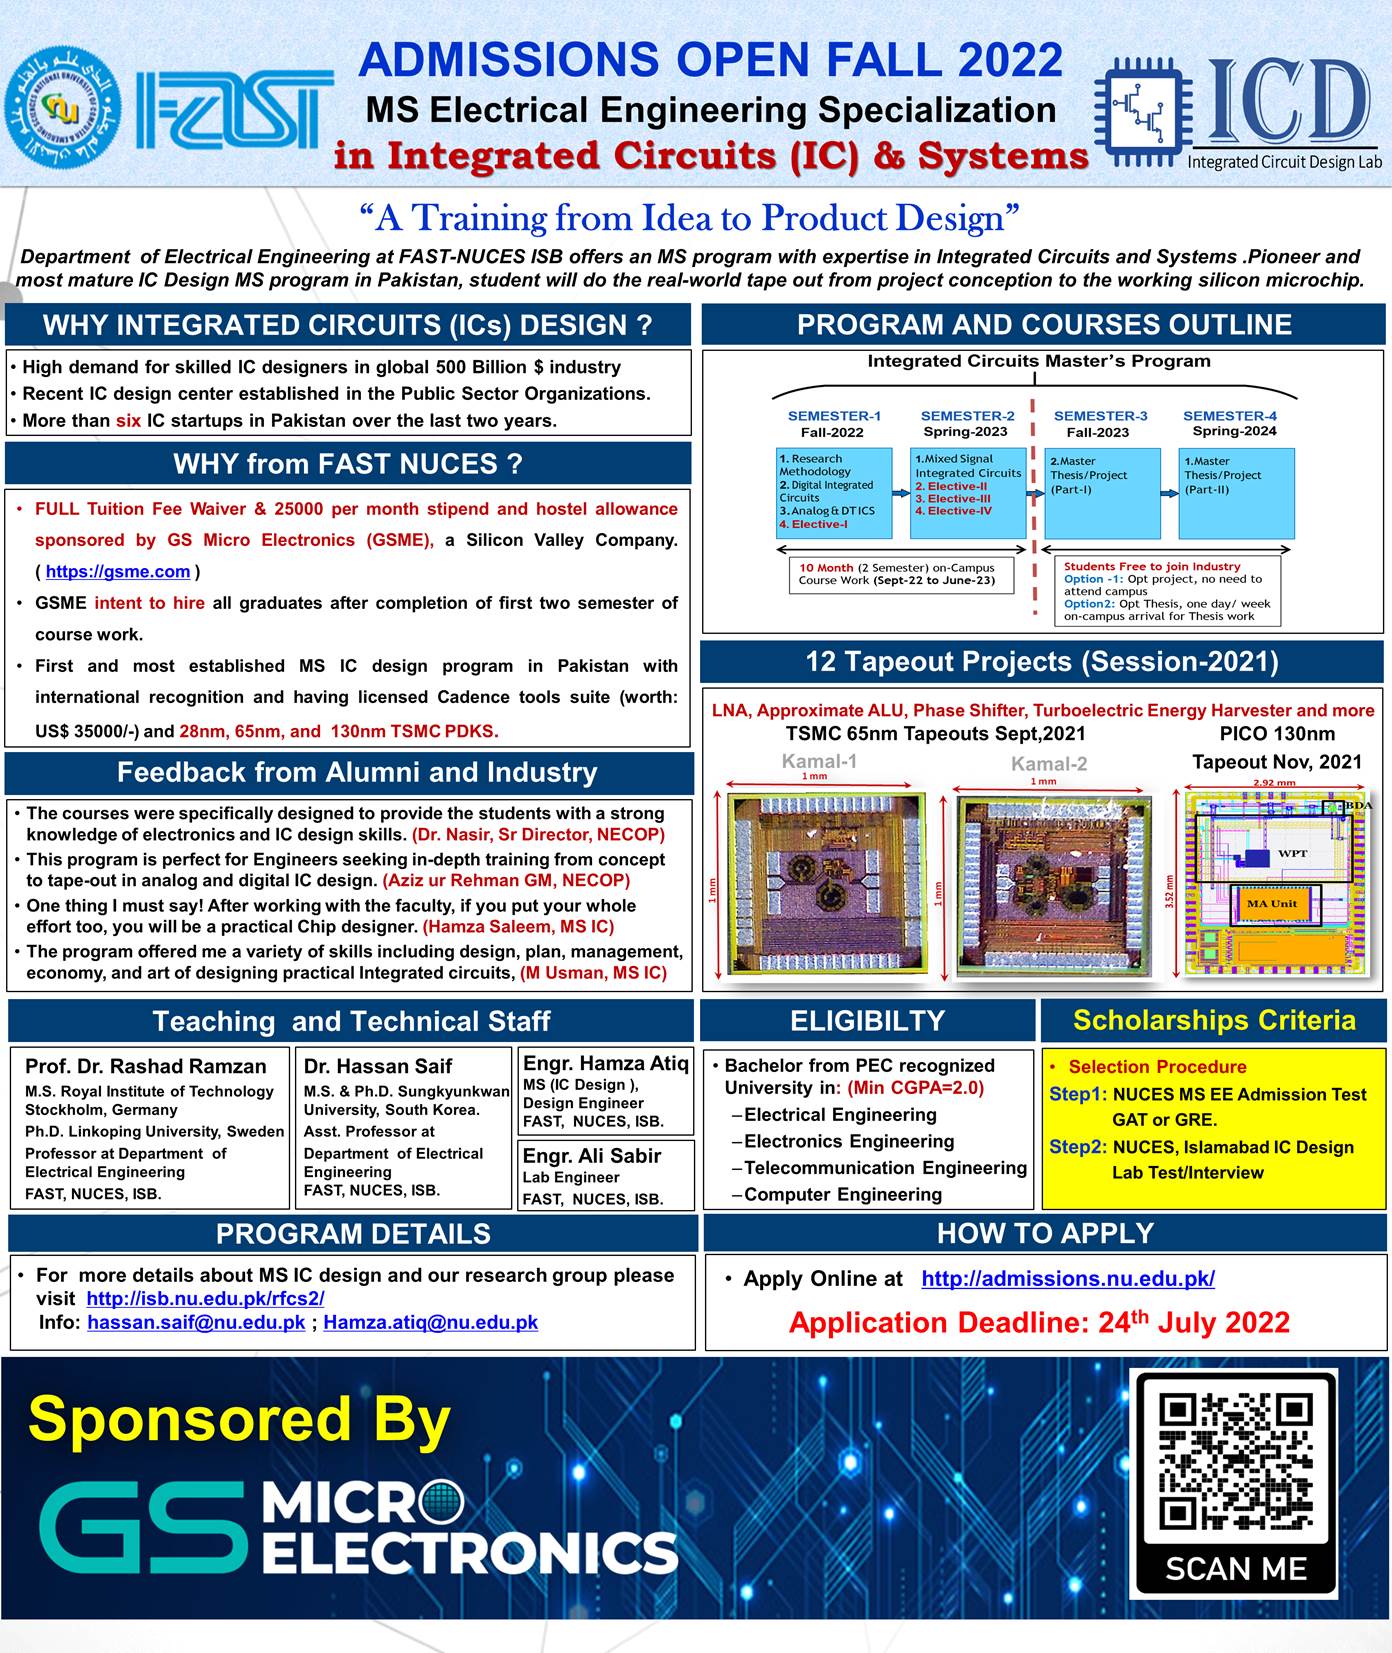 FAST
ADMISSIONS OPEN FALL 2022
MS Electrical Engineering Specialization
in Integrated Circuits (IC) & Systems
ICD
Integrated Circuit Design Lab
“A Training from Idea to Product Design”
Department of Electrical Engineering at FAST-NUCES ISB offers an MS program with expertise in Integrated Circuits and Systems .Pioneer and
most mature IC Design MS program in Pakistan, student will do the real-world tape out from project conception to the working silicon microchip.
WHY INTEGRATED CIRCUITS (ICs) DESIGN ?
• High demand for skilled IC designers in global 500 Billion $ industry
• Recent IC design center established in the Public Sector Organizations.
• More than six IC startups in Pakistan over the last two years.
WHY from FAST NUCES ?
• FULL Tuition Fee Waiver & 25000 per month stipend and hostel allowance
sponsored by GS Micro Electronics (GSME), a Silicon Valley Company.
( https://gsme.com )
• GSME intent to hire all graduates after completion of first two semester of
course work.
• First and most established MS IC design program in Pakistan with
international recognition and having licensed Cadence tools suite (worth:
US$ 35000/-) and 28nm, 65nm, and 130nm TSMC PDKS.
Feedback from Alumni and Industry
• The courses were specifically designed to provide the students with a strong
knowledge of electronics and IC design skills. (Dr. Nasir, Sr Director, NECOP)
• This program is perfect for Engineers seeking in-depth training from concept
to tape-out in analog and digital IC design. (Aziz ur Rehman GM, NECOP)
• One thing I must say! After working with the faculty, if you put your whole
effort too, you will be a practical Chip designer. (Hamza Saleem, MS IC)
• The program offered me a variety of skills including design, plan, management,
economy, and art of designing practical Integrated circuits, (M Usman, MS IC)
PROGRAM AND COURSES OUTLINE
Integrated Circuits Master’s Program
SEMESTER-1
Fall-2022
1. Research
Methodology
2. Digital Integrated
Circuits
3. Analog & DT ICS
4. Elective-I
SEMESTER-2
Spring-2023
1.Mixed Signal
Integrated Circuits
2. Elective-II
3. Elective-III
4. Elective-IV
SEMESTER-3
Fall-2023
2.Master
Thesis/Project
(Part-I)
SEMESTER-4
Spring-2024
1.Master
Thesis/Project
(Part-II)
10 Month (2 Semester) on-Campus
Course Work (Sept-22 to June-23)
Students Free to join Industry
Option -1: Opt project, no need to
attend campus
Option2: Opt Thesis, one day/ week
on-campus arrival for Thesis work
12 Tapeout Projects (Session-2021)
LNA, Approximate ALU, Phase Shifter, Turboelectric Energy Harvester and more
TSMC 65nm Tapeouts Sept,2021
PICO 130nm
Tapeout Nov, 2021
Kamal-1
1 mm
1 mm
Kamal-2
1 mm
1 mm
2.92 mm
3.52 mm
BDA
WPT
MA Unit
Teaching and Technical Staff
Prof. Dr. Rashad Ramzan
M.S. Royal Institute of Technology
Stockholm, Germany
Ph.D. Linkoping University, Sweden
Professor at Department of
Electrical Engineering
FAST, NUCES, ISB.
Dr. Hassan Saif
M.S. & Ph.D. Sungkyunkwan
University, South Korea.
Asst. Professor at
Department of Electrical
Engineering
FAST, NUCES, ISB.
Engr. Hamza Atiq
MS (IC Design ),
Design Engineer
FAST, NUCES, ISB.
Engr. Ali Sabir
Lab Engineer
FAST, NUCES, ISB.
ELIGIBILTY
• Bachelor from PEC recognized
University in: (Min CGPA=2.0)
–Electrical Engineering
–Electronics Engineering
–Telecommunication Engineering
–Computer Engineering
Scholarships Criteria
• Selection Procedure
Step1: NUCES MS EE Admission Test
GAT or GRE.
Step2: NUCES, Islamabad IC Design
Lab Test/Interview
PROGRAM DETAILS
• For more details about MS IC design and our research group please
visit http://isb.nu.edu.pk/rfcs2/
Info: hassan.saif@nu.edu.pk ; Hamza.atiq@nu.edu.pk
HOW TO APPLY
• Apply Online at http://admissions.nu.edu.pk/
Application Deadline: 24th July 2022
Sponsored By
GS MICRO
ELECTRONICS
SCAN ME